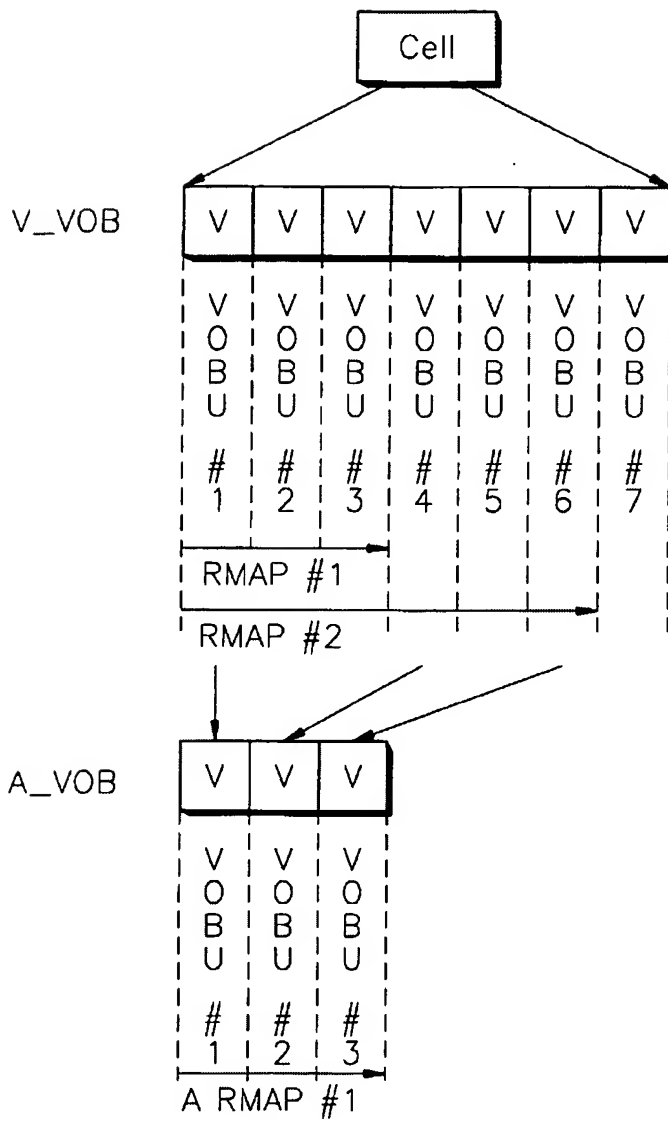 Cell
V_VOB V V V V V V V
VOBU #1 VOBU #2 VOBU #3 VOBU #4 VOBU #5 VOBU #6 VOBU #7
RMAP #1
RMAP #2
A_VOB V V V
VOBU #1 VOBU #2 VOBU #3
A RMAP #1